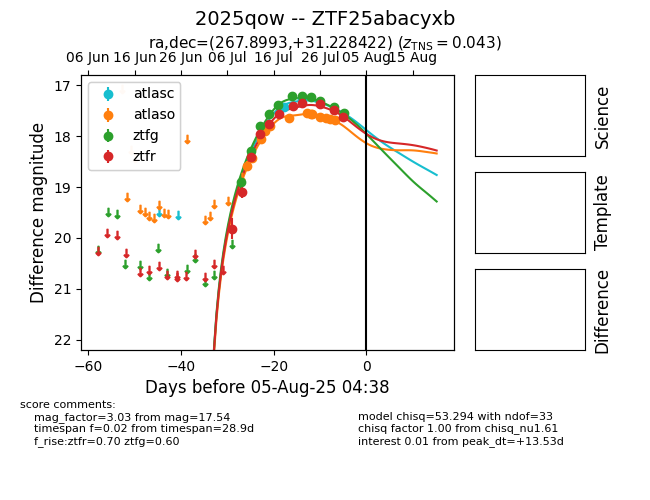 2025qow -- ZTF25abacyxb
ra,dec=(267.8993,+31.228422) (z_TNS = 0.043)
06 Jun 16 Jun 26 Jun 06 Jul 16 Jul 26 Jul 05 Aug 15 Aug
17
18
19
20
21
22
Difference magnitude
atlasc
atlaso
ztfg
ztfr
−60 −40 −20 0
Days before 05-Aug-25 04:38
Science
Template
Difference
score comments:
mag_factor=3.03 from mag=17.54
timespan f=0.02 from timespan=28.9d
f_rise:ztfr=0.70 ztfg=0.60
model chisq=53.294 with ndof=33
chisq factor 1.00 from chisq_nu1.61
interest 0.01 from peak_dt=+13.53d